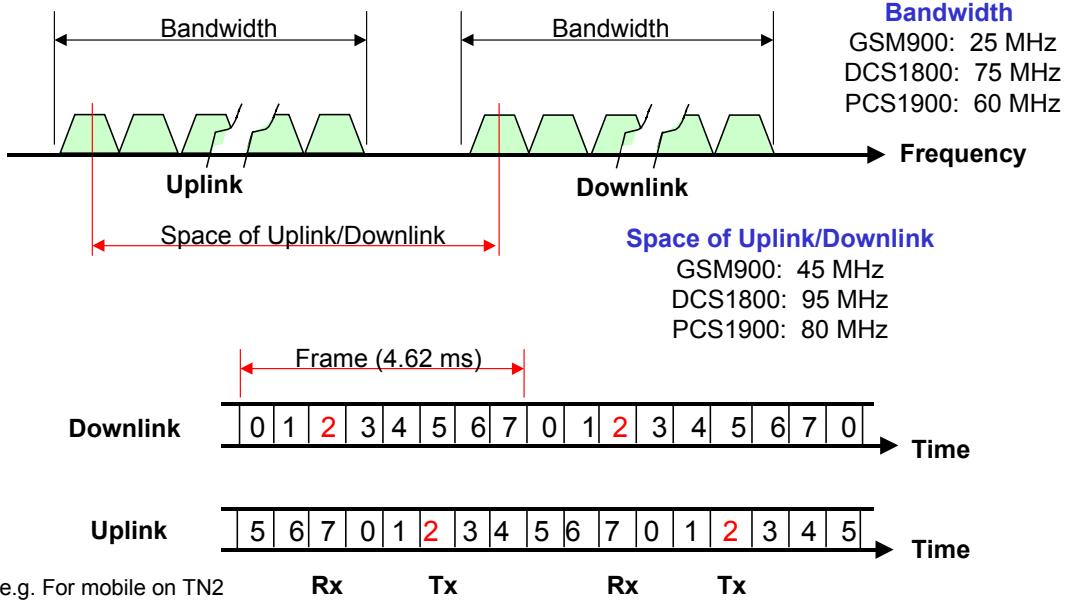 Bandwidth
Bandwidth
Bandwidth
GSM900: 25 MHz
DCS1800: 75 MHz
PCS1900: 60 MHz
Frequency
Uplink
Downlink
Space of Uplink/Downlink
Space of Uplink/Downlink
GSM900: 45 MHz
DCS1800: 95 MHz
PCS1900: 80 MHz
Frame (4.62 ms)
Downlink 0 1 2 3 4 5 6 7 0 1 2 3 4 5 6 7 0 Time
Uplink 5 6 7 0 1 2 3 4 5 6 7 0 1 2 3 4 5 Time
e.g. For mobile on TN2 Rx Tx Rx Tx